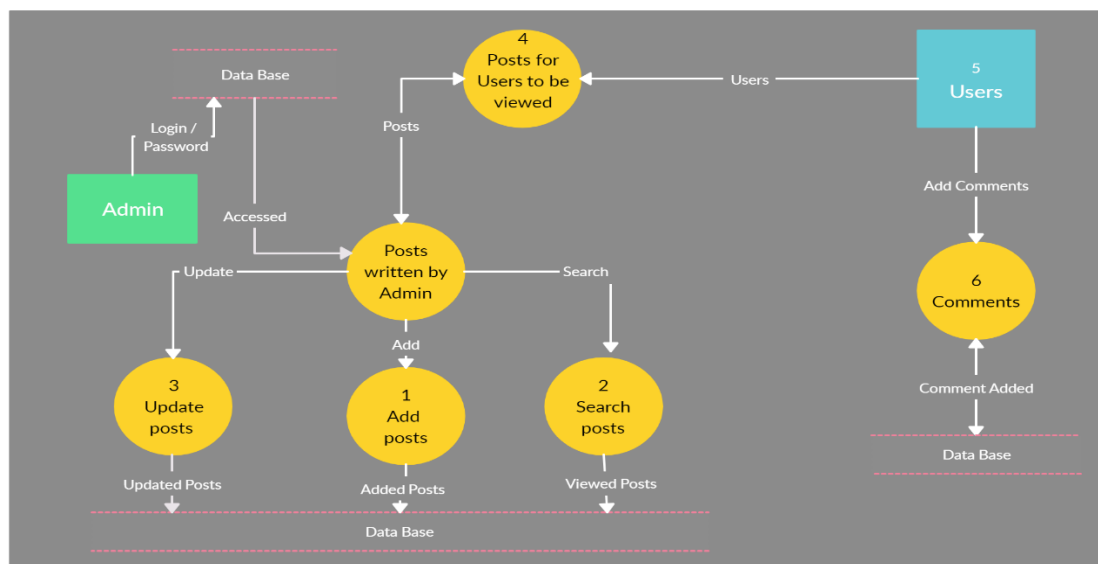 4
Posts for
Users to be
viewed
5
Users
Data Base
Users
Login /
Password
Posts
Add Comments
Admin
Accessed
Posts
written by
Admin
Update
Search
6
Comments
Add
3
Update
posts
1
Add
posts
2
Search
posts
Comment Added
Data Base
Updated Posts
Added Posts
Viewed Posts
Data Base